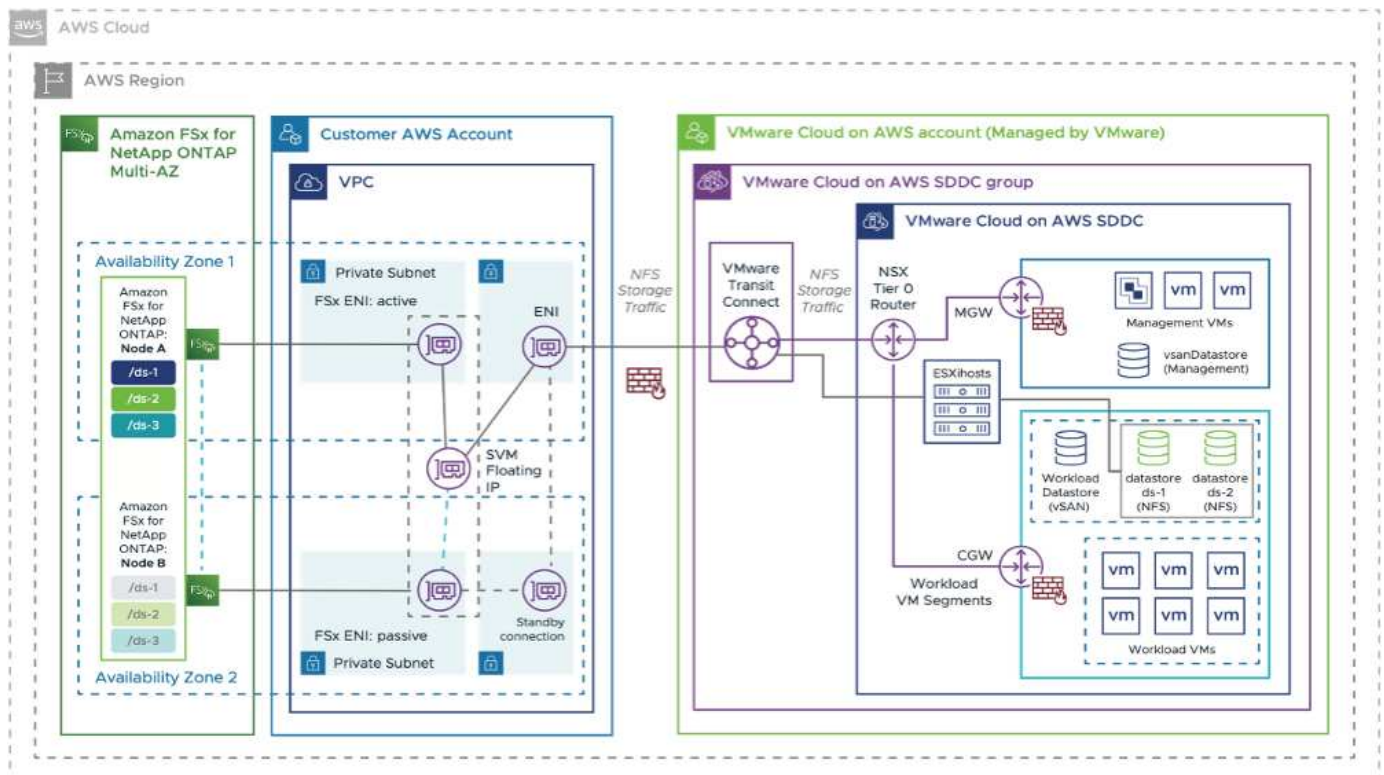 aws
AWS Cloud
AWS Region
FSx
Amazon FSx for
NetApp ONTAP
Multi-AZ
Customer AWS Account
VPC
VMware Cloud on AWS account (Managed by VMware)
VMware Cloud on AWS SDDC group
VMware Cloud on AWS SDDC
Availability Zone 1
Amazon
FSx for
NetApp
ONTAP:
Node A
/ds-1
/ds-2
/ds-3
FSx
Private Subnet
FSx ENI: active
ENI
SVM
Floating
IP
Amazon
FSx for
NetApp
ONTAP:
Node B
/ds-1
/ds-2
/ds-3
FSx
Availability Zone 2
FSx ENI: passive
Private Subnet
Standby
connection
NFS
Storage
Traffic
VMware
Transit
Connect
NFS
Storage
Traffic
NSX
Tier 0
Router
MGW
vm
vm
Management VMs
vsanDatastore
(Management)
ESXihosts
Workload
Datastore
(vSAN)
datastore
ds-1
(NFS)
datastore
ds-2
(NFS)
CGW
Workload
VM Segments
vm
vm
vm
vm
vm
vm
Workload VMs